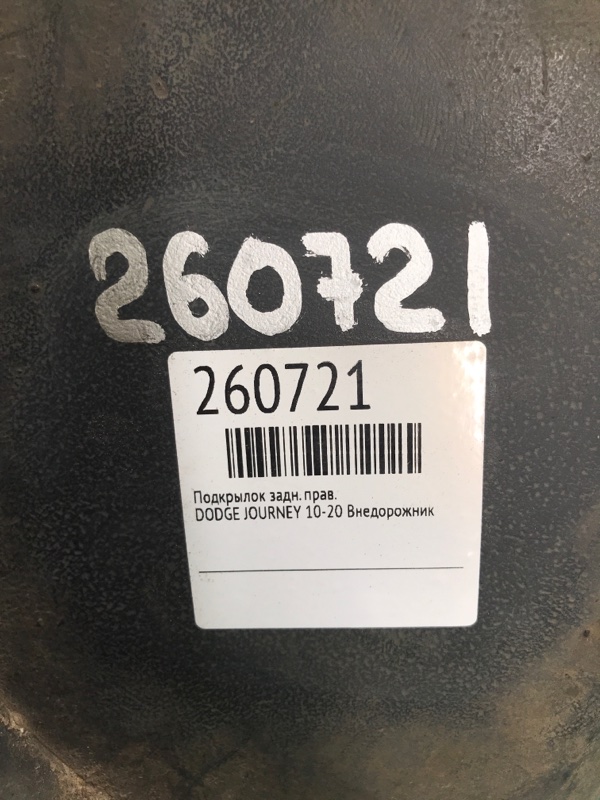 260721
260721
Подкрылок задн. прав.
DODGE JOURNEY 10-20 Внедорожник